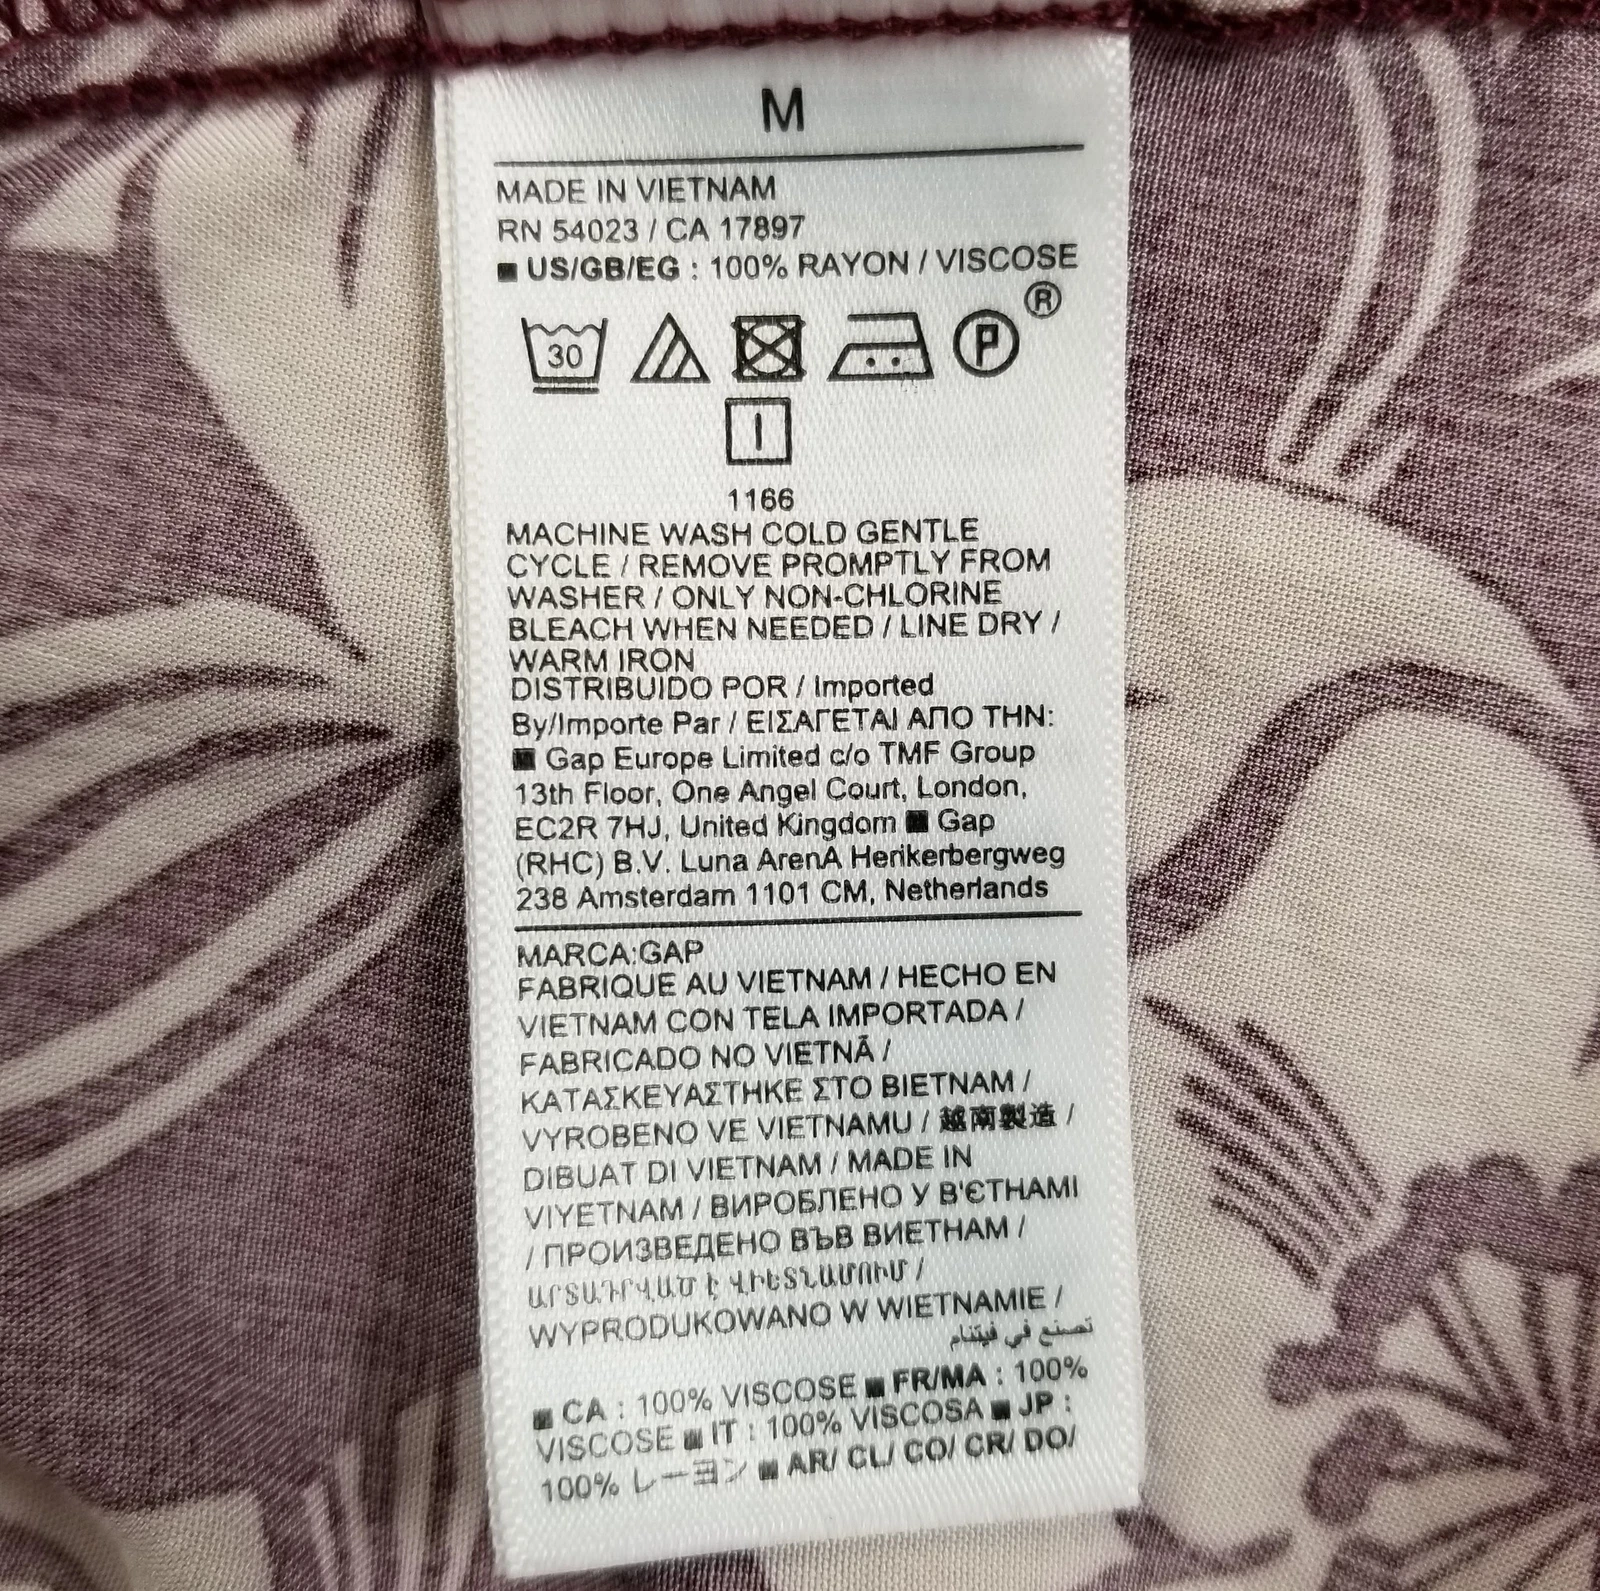 M
MADE IN VIETNAM
RN 54023 / CA 17897
■ US/GB/EG : 100% RAYON / VISCOSE
®
30
P
1166
MACHINE WASH COLD GENTLE
CYCLE / REMOVE PROMPTLY FROM
WASHER / ONLY NON-CHLORINE
BLEACH WHEN NEEDED / LINE DRY /
WARM IRON
DISTRIBUIDO POR / Imported
By/Importe Par / ΕΙΣΑΓΕΤΑΙ ΑΠΟ ΤΗΝ:
■ Gap Europe Limited c/o TMF Group
13th Floor, One Angel Court, London,
EC2R 7HJ, United Kingdom ■ Gap
(RHC) B.V. Luna ArenA Herikerbergweg
238 Amsterdam 1101 CM, Netherlands
MARCA:GAP
FABRIQUE AU VIETNAM / HECHO EN
VIETNAM CON TELA IMPORTADA /
FABRICADO NO VIETNÃ /
ΚΑΤΑΣΚΕΥΑΣΤΗΚΕ ΣΤΟ ΒΙΕΤΝΑΜ /
VYROBENO VE VIETNAMU / 越南製造 /
DIBUAT DI VIETNAM / MADE IN
VIYETNAM / ВИРОБЛЕНО У В'ЄТНАМІ
/ ПРОИЗВЕДЕНО ВЪВ ВИЕТНАМ /
ԱՐՏԱԴՐՎԱԾ Է ՎԻԵՏՆԱՄՈՒՄ /
WYPRODUKOWANO W WIETNAMIE /
تصنع في فيتنام
■ CA : 100% VISCOSE ■ FR/MA : 100%
VISCOSE ■ IT : 100% VISCOSA ■ JP :
100% レーヨン ■ AR/ CL/ CO/ CR/ DO/